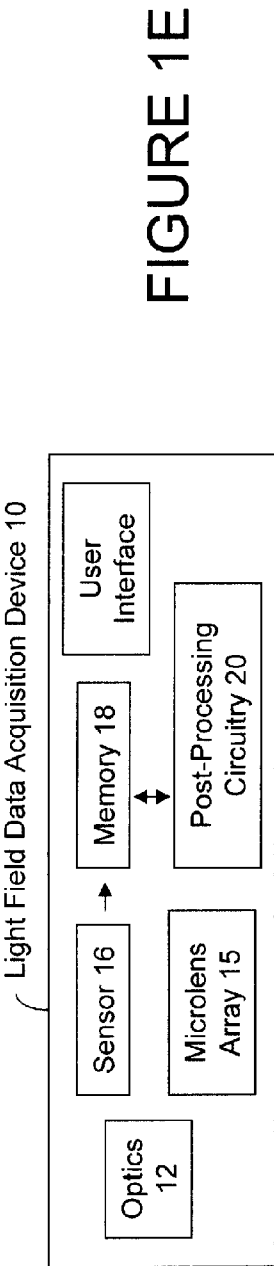 Light Field Data Acquisition Device 10
Optics
12
Sensor 16
Memory 18
User
Interface
Microlens
Array 15
Post-Processing
Circuitry 20
FIGURE 1E